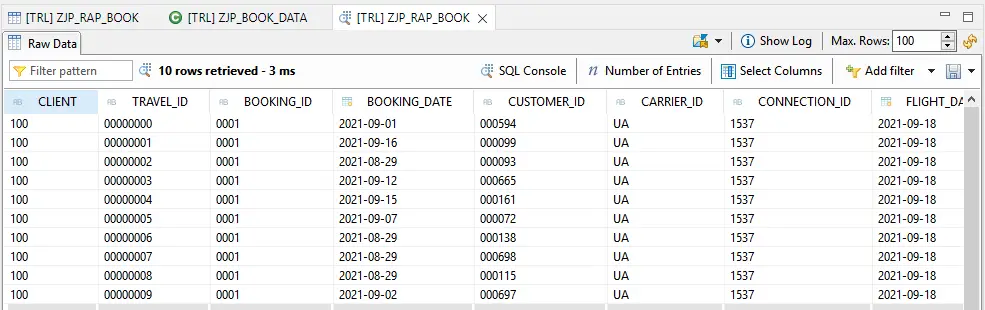 [TRL] ZJP_RAP_BOOK [TRL] ZJP_BOOK_DATA [TRL] ZJP_RAP_BOOK
Raw Data Show Log Max. Rows: 100
Filter pattern 10 rows retrieved - 3 ms SQL Console n Number of Entries Select Columns Add filter
AB CLIENT AB TRAVEL_ID AB BOOKING_ID BOOKING_DATE AB CUSTOMER_ID AB CARRIER_ID AB CONNECTION_ID FLIGHT_DA
100 00000000 0001 2021-09-01 000594 UA 1537 2021-09-18
100 00000001 0001 2021-09-16 000099 UA 1537 2021-09-18
100 00000002 0001 2021-08-29 000093 UA 1537 2021-09-18
100 00000003 0001 2021-09-12 000665 UA 1537 2021-09-18
100 00000004 0001 2021-09-15 000161 UA 1537 2021-09-18
100 00000005 0001 2021-09-07 000072 UA 1537 2021-09-18
100 00000006 0001 2021-08-29 000138 UA 1537 2021-09-18
100 00000007 0001 2021-08-29 000698 UA 1537 2021-09-18
100 00000008 0001 2021-08-29 000115 UA 1537 2021-09-18
100 00000009 0001 2021-09-02 000697 UA 1537 2021-09-18